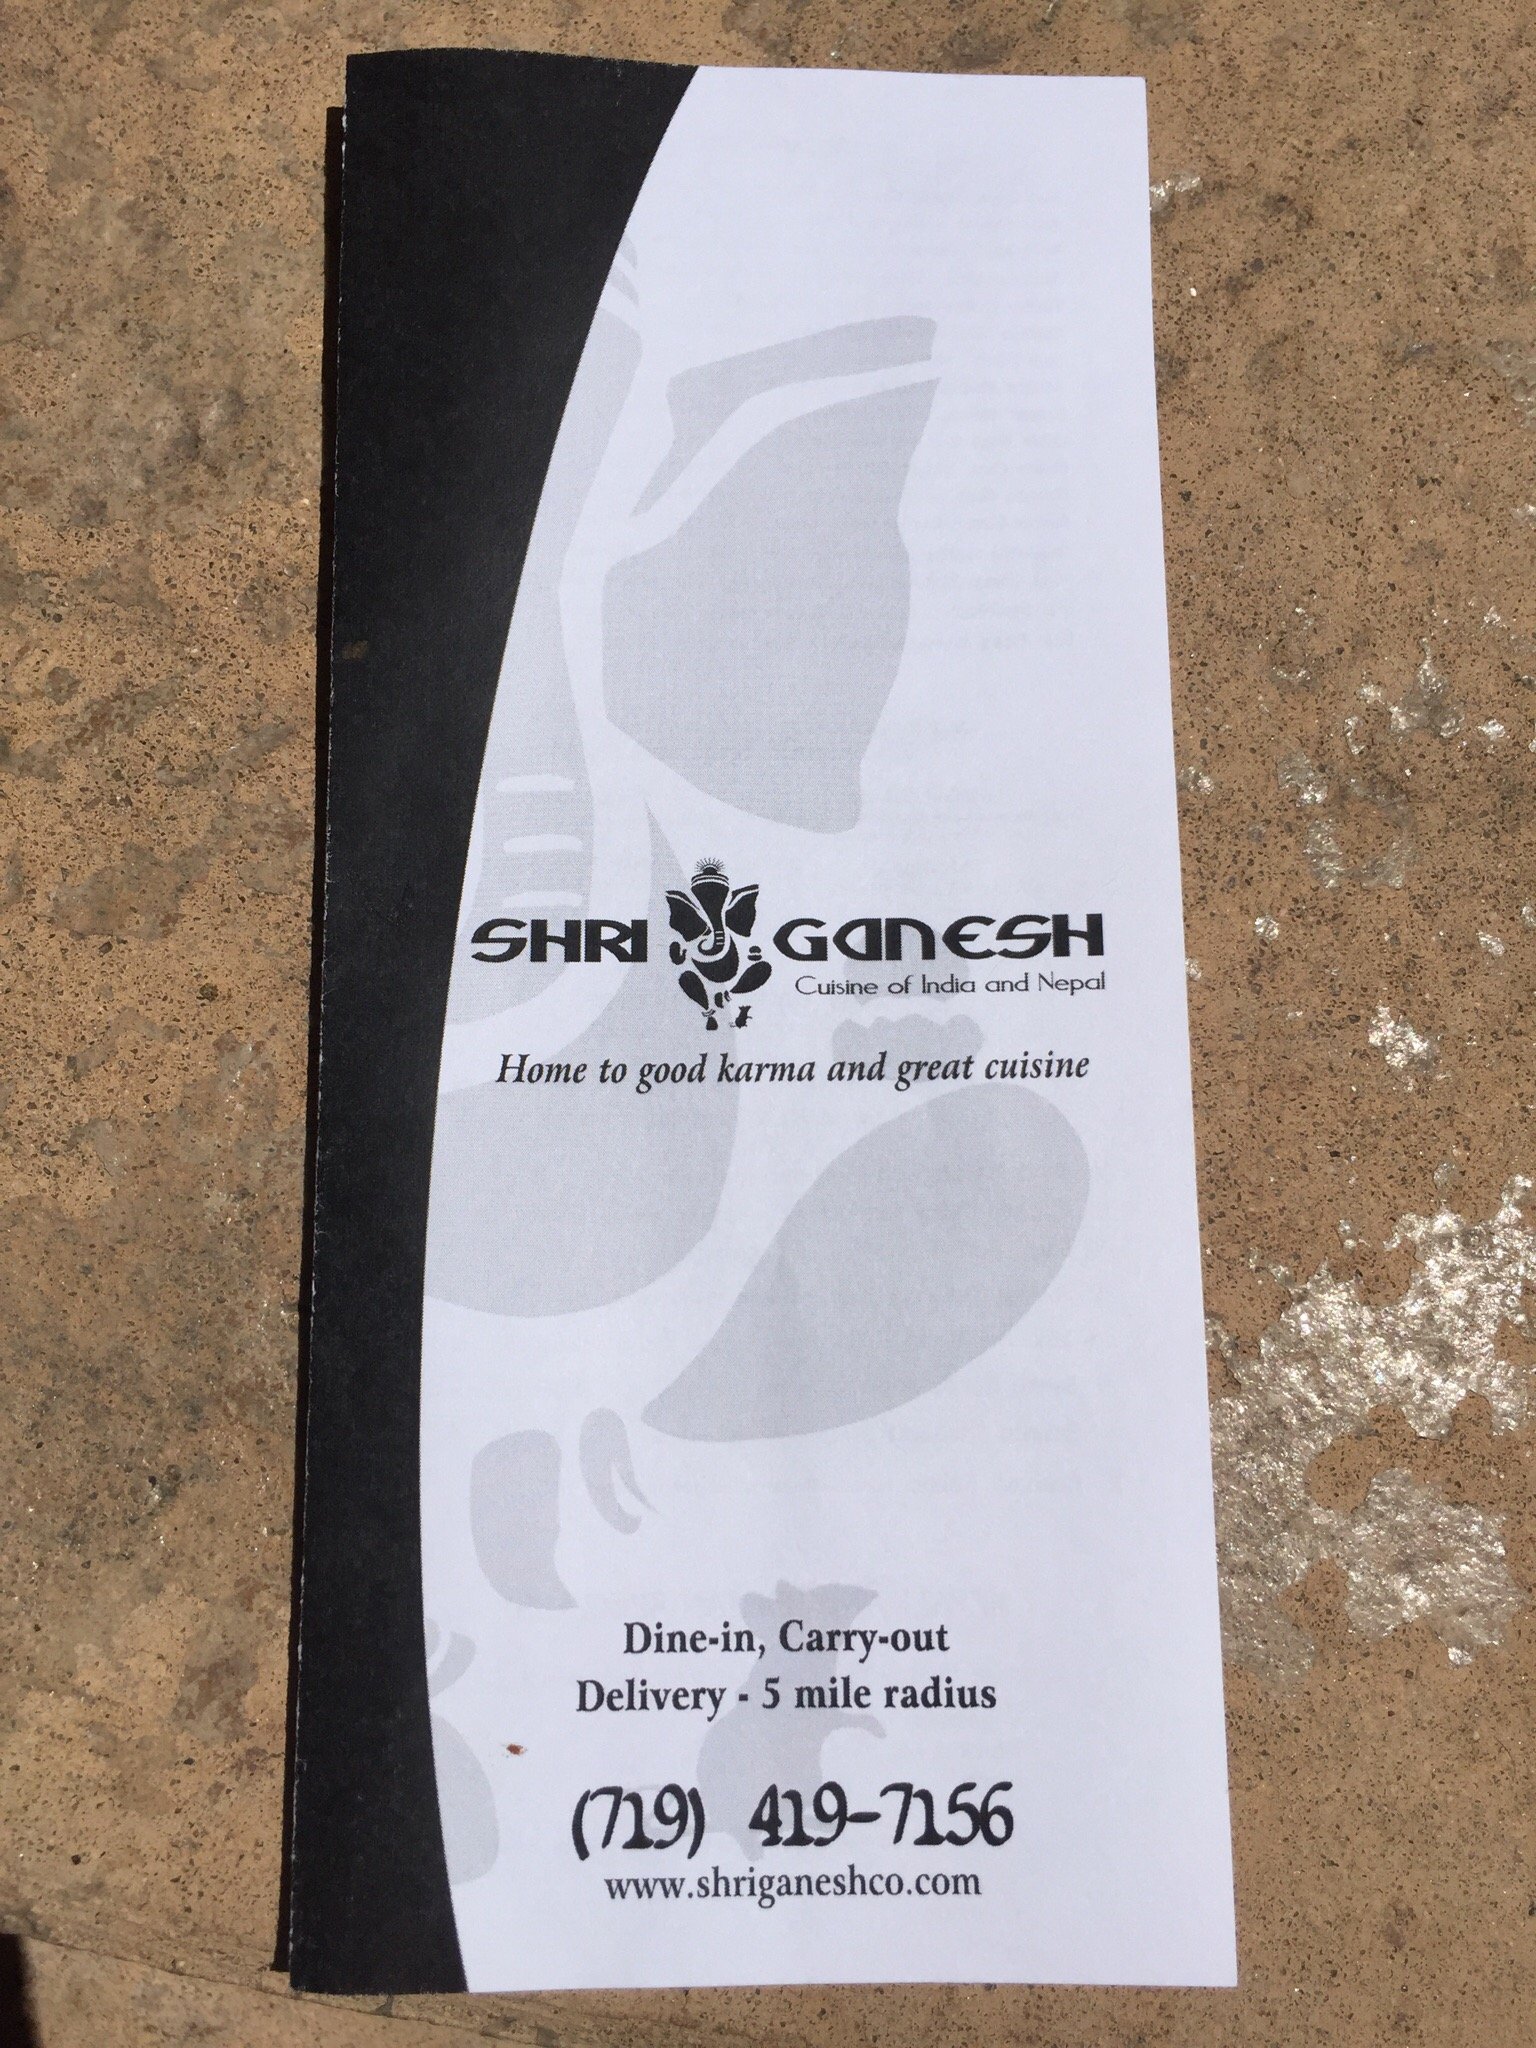 SHRI GANESH
Cuisine of India and Nepal
Home to good karma and great cuisine
Dine-in, Carry-out
Delivery - 5 mile radius
(719) 419-7156
www.shriganeshco.com